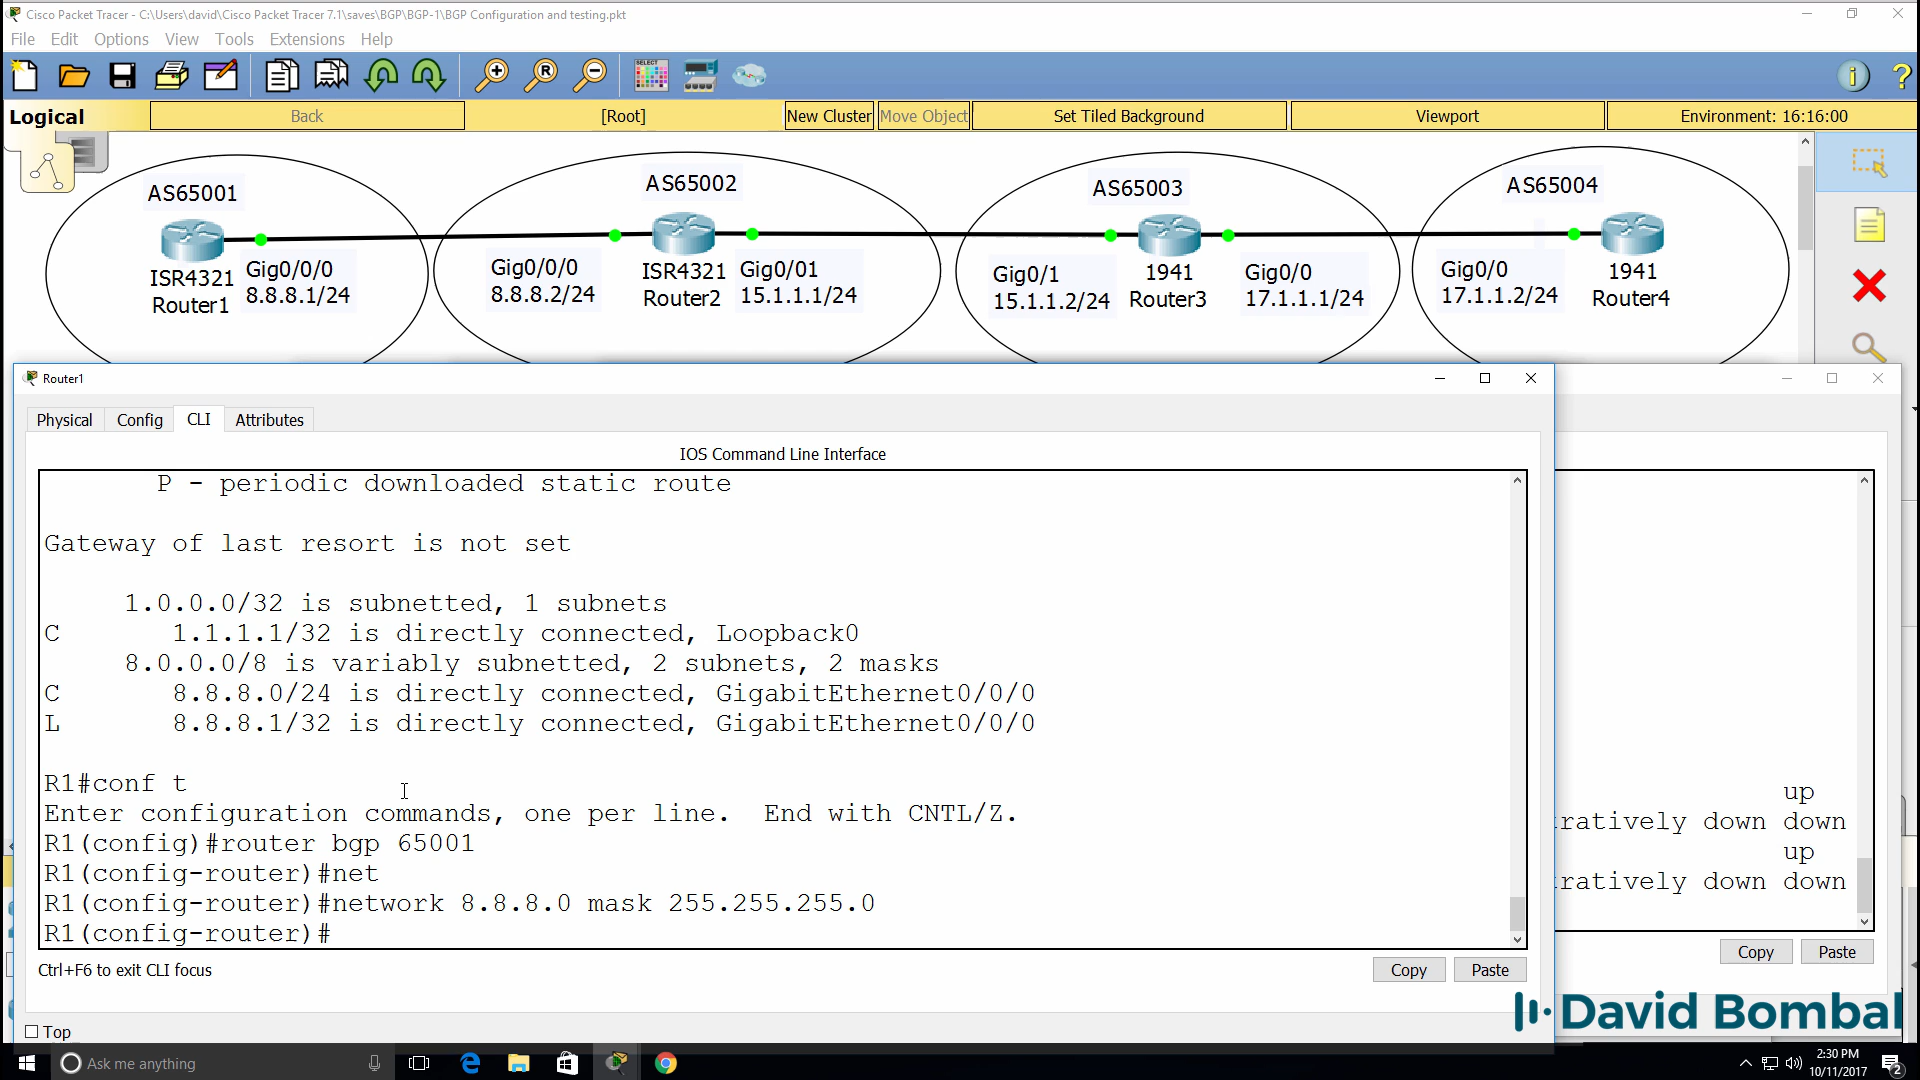 Cisco Packet Tracer - C:\Users\david\Cisco Packet Tracer 7.1\saves\BGP\BGP-1\BGP Configuration and testing.pkt
File Edit Options View Tools Extensions Help
SELECT
R
i ?
Logical Back [Root] New Cluster Move Object Set Tiled Background Viewport Environment: 16:16:00
AS65001 AS65002 AS65003 AS65004
ISR4321
Router1
Gig0/0/0
8.8.8.1/24
Gig0/0/0
8.8.8.2/24
ISR4321
Router2
Gig0/01
15.1.1.1/24
Gig0/1
15.1.1.2/24
1941
Router3
Gig0/0
17.1.1.1/24
Gig0/0
17.1.1.2/24
1941
Router4
Router1
Physical Config CLI Attributes
IOS Command Line Interface
P - periodic downloaded static route
Gateway of last resort is not set
1.0.0.0/32 is subnetted, 1 subnets
C 1.1.1.1/32 is directly connected, Loopback0
8.0.0.0/8 is variably subnetted, 2 subnets, 2 masks
C 8.8.8.0/24 is directly connected, GigabitEthernet0/0/0
L 8.8.8.1/32 is directly connected, GigabitEthernet0/0/0
R1#conf t
Enter configuration commands, one per line.  End with CNTL/Z.
R1(config)#router bgp 65001
R1(config-router)#net
R1(config-router)#network 8.8.8.0 mask 255.255.255.0
R1(config-router)#
Ctrl+F6 to exit CLI focus
Copy Paste
Top
up
ratively down down
up
ratively down down
Copy Paste
David Bombal
Ask me anything
2:30 PM
10/11/2017
2